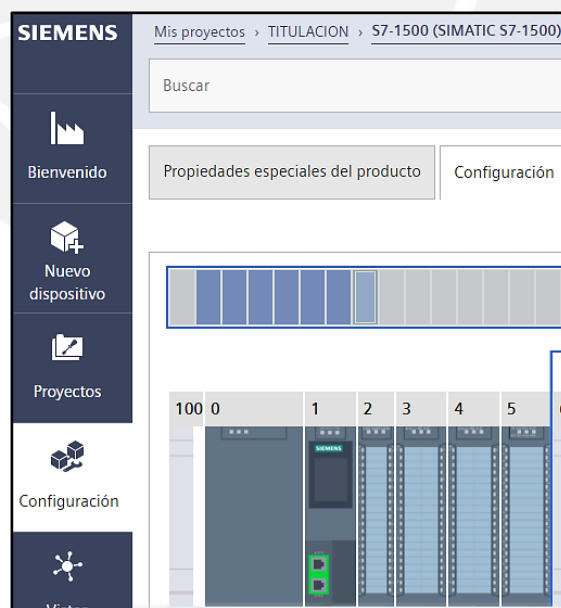 SIEMENS
Mis proyectos › TITULACION › S7-1500 (SIMATIC S7-1500)
Buscar
Bienvenido
Propiedades especiales del producto
Configuración
Nuevo
dispositivo
Proyectos
100 0 1 2 3 4 5
SIEMENS
Configuración